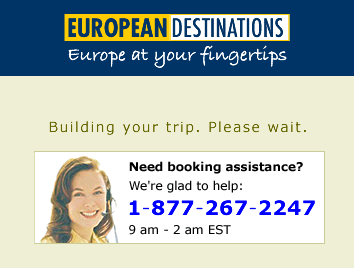 EUROPEAN DESTINATIONS
Europe at your fingertips
Building your trip. Please wait.
Need booking assistance?
We're glad to help:
1-877-267-2247
9 am - 2 am EST